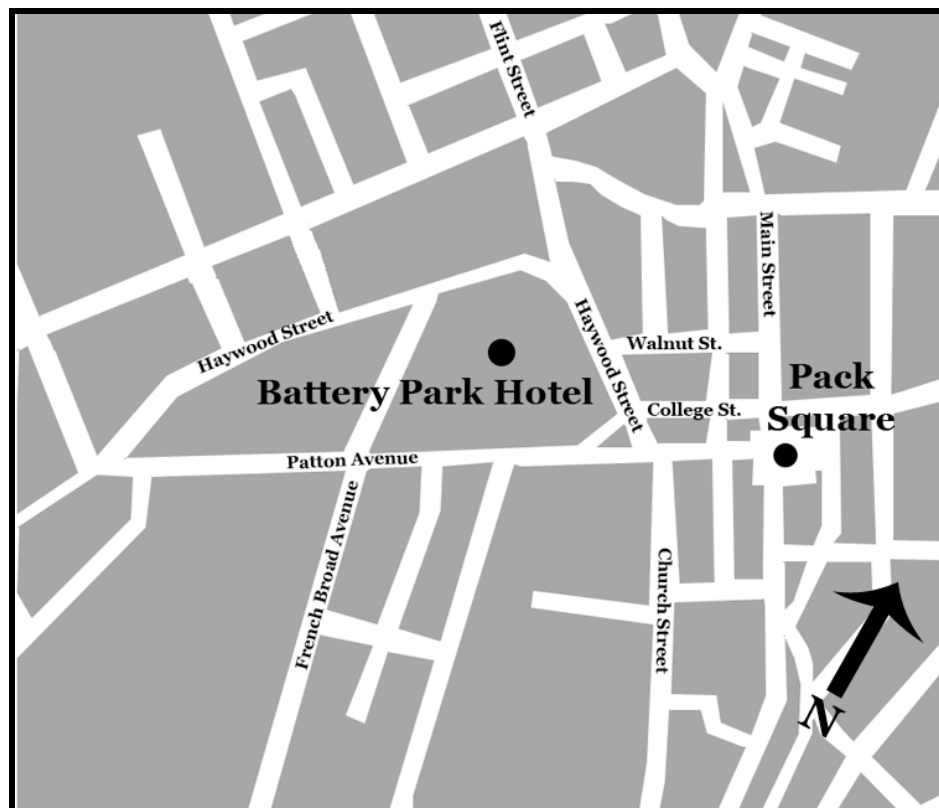 Flint Street
Main Street
Haywood Street
Haywood Street
Walnut St.
Battery Park Hotel
Pack
Square
College St.
Patton Avenue
French Broad Avenue
Church Street
N